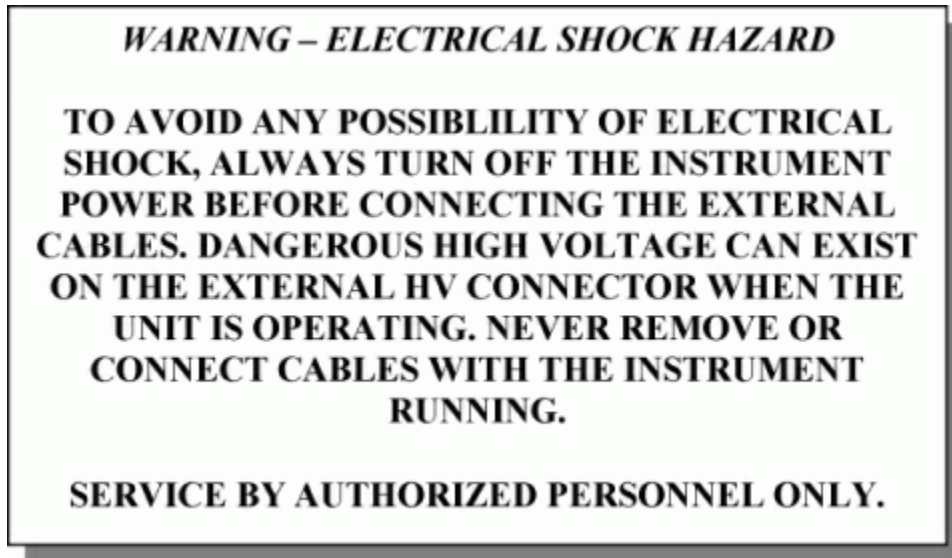 WARNING – ELECTRICAL SHOCK HAZARD
TO AVOID ANY POSSIBLILITY OF ELECTRICAL
SHOCK, ALWAYS TURN OFF THE INSTRUMENT
POWER BEFORE CONNECTING THE EXTERNAL
CABLES. DANGEROUS HIGH VOLTAGE CAN EXIST
ON THE EXTERNAL HV CONNECTOR WHEN THE
UNIT IS OPERATING. NEVER REMOVE OR
CONNECT CABLES WITH THE INSTRUMENT
RUNNING.
SERVICE BY AUTHORIZED PERSONNEL ONLY.